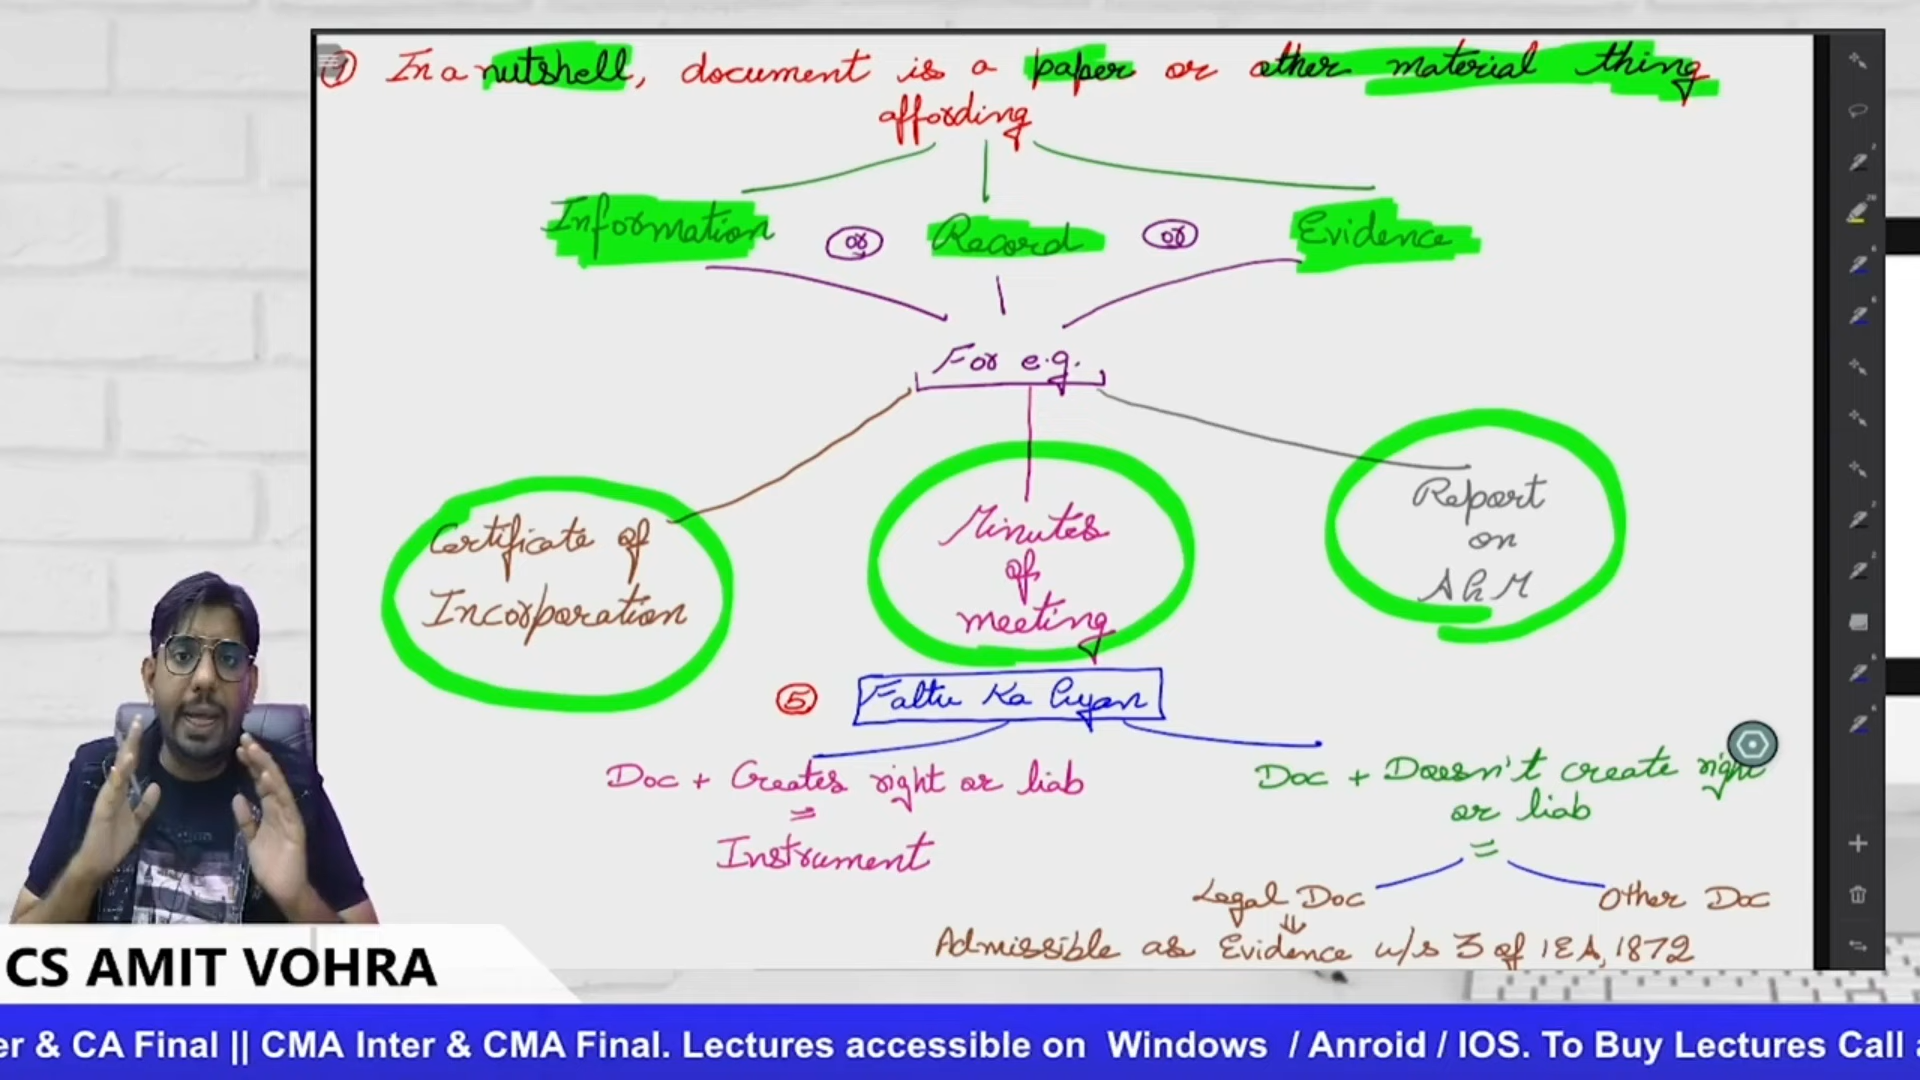 ① In a nutshell, document is a paper or other material thing
affording
Information or Record or Evidence
For e.g.
Certificate of
Incorporation
Minutes
of
meeting
Report
on
AGM
⑤ Faltu Ka Gyan
Doc + Creates right or liab
=
Instrument
Doc + Doesn't create right
or liab
=
Legal Doc
Other Doc
Admissible as Evidence u/s 3 of IEA, 1872
CS AMIT VOHRA
er & CA Final || CMA Inter & CMA Final. Lectures accessible on Windows / Anroid / IOS. To Buy Lectures Call